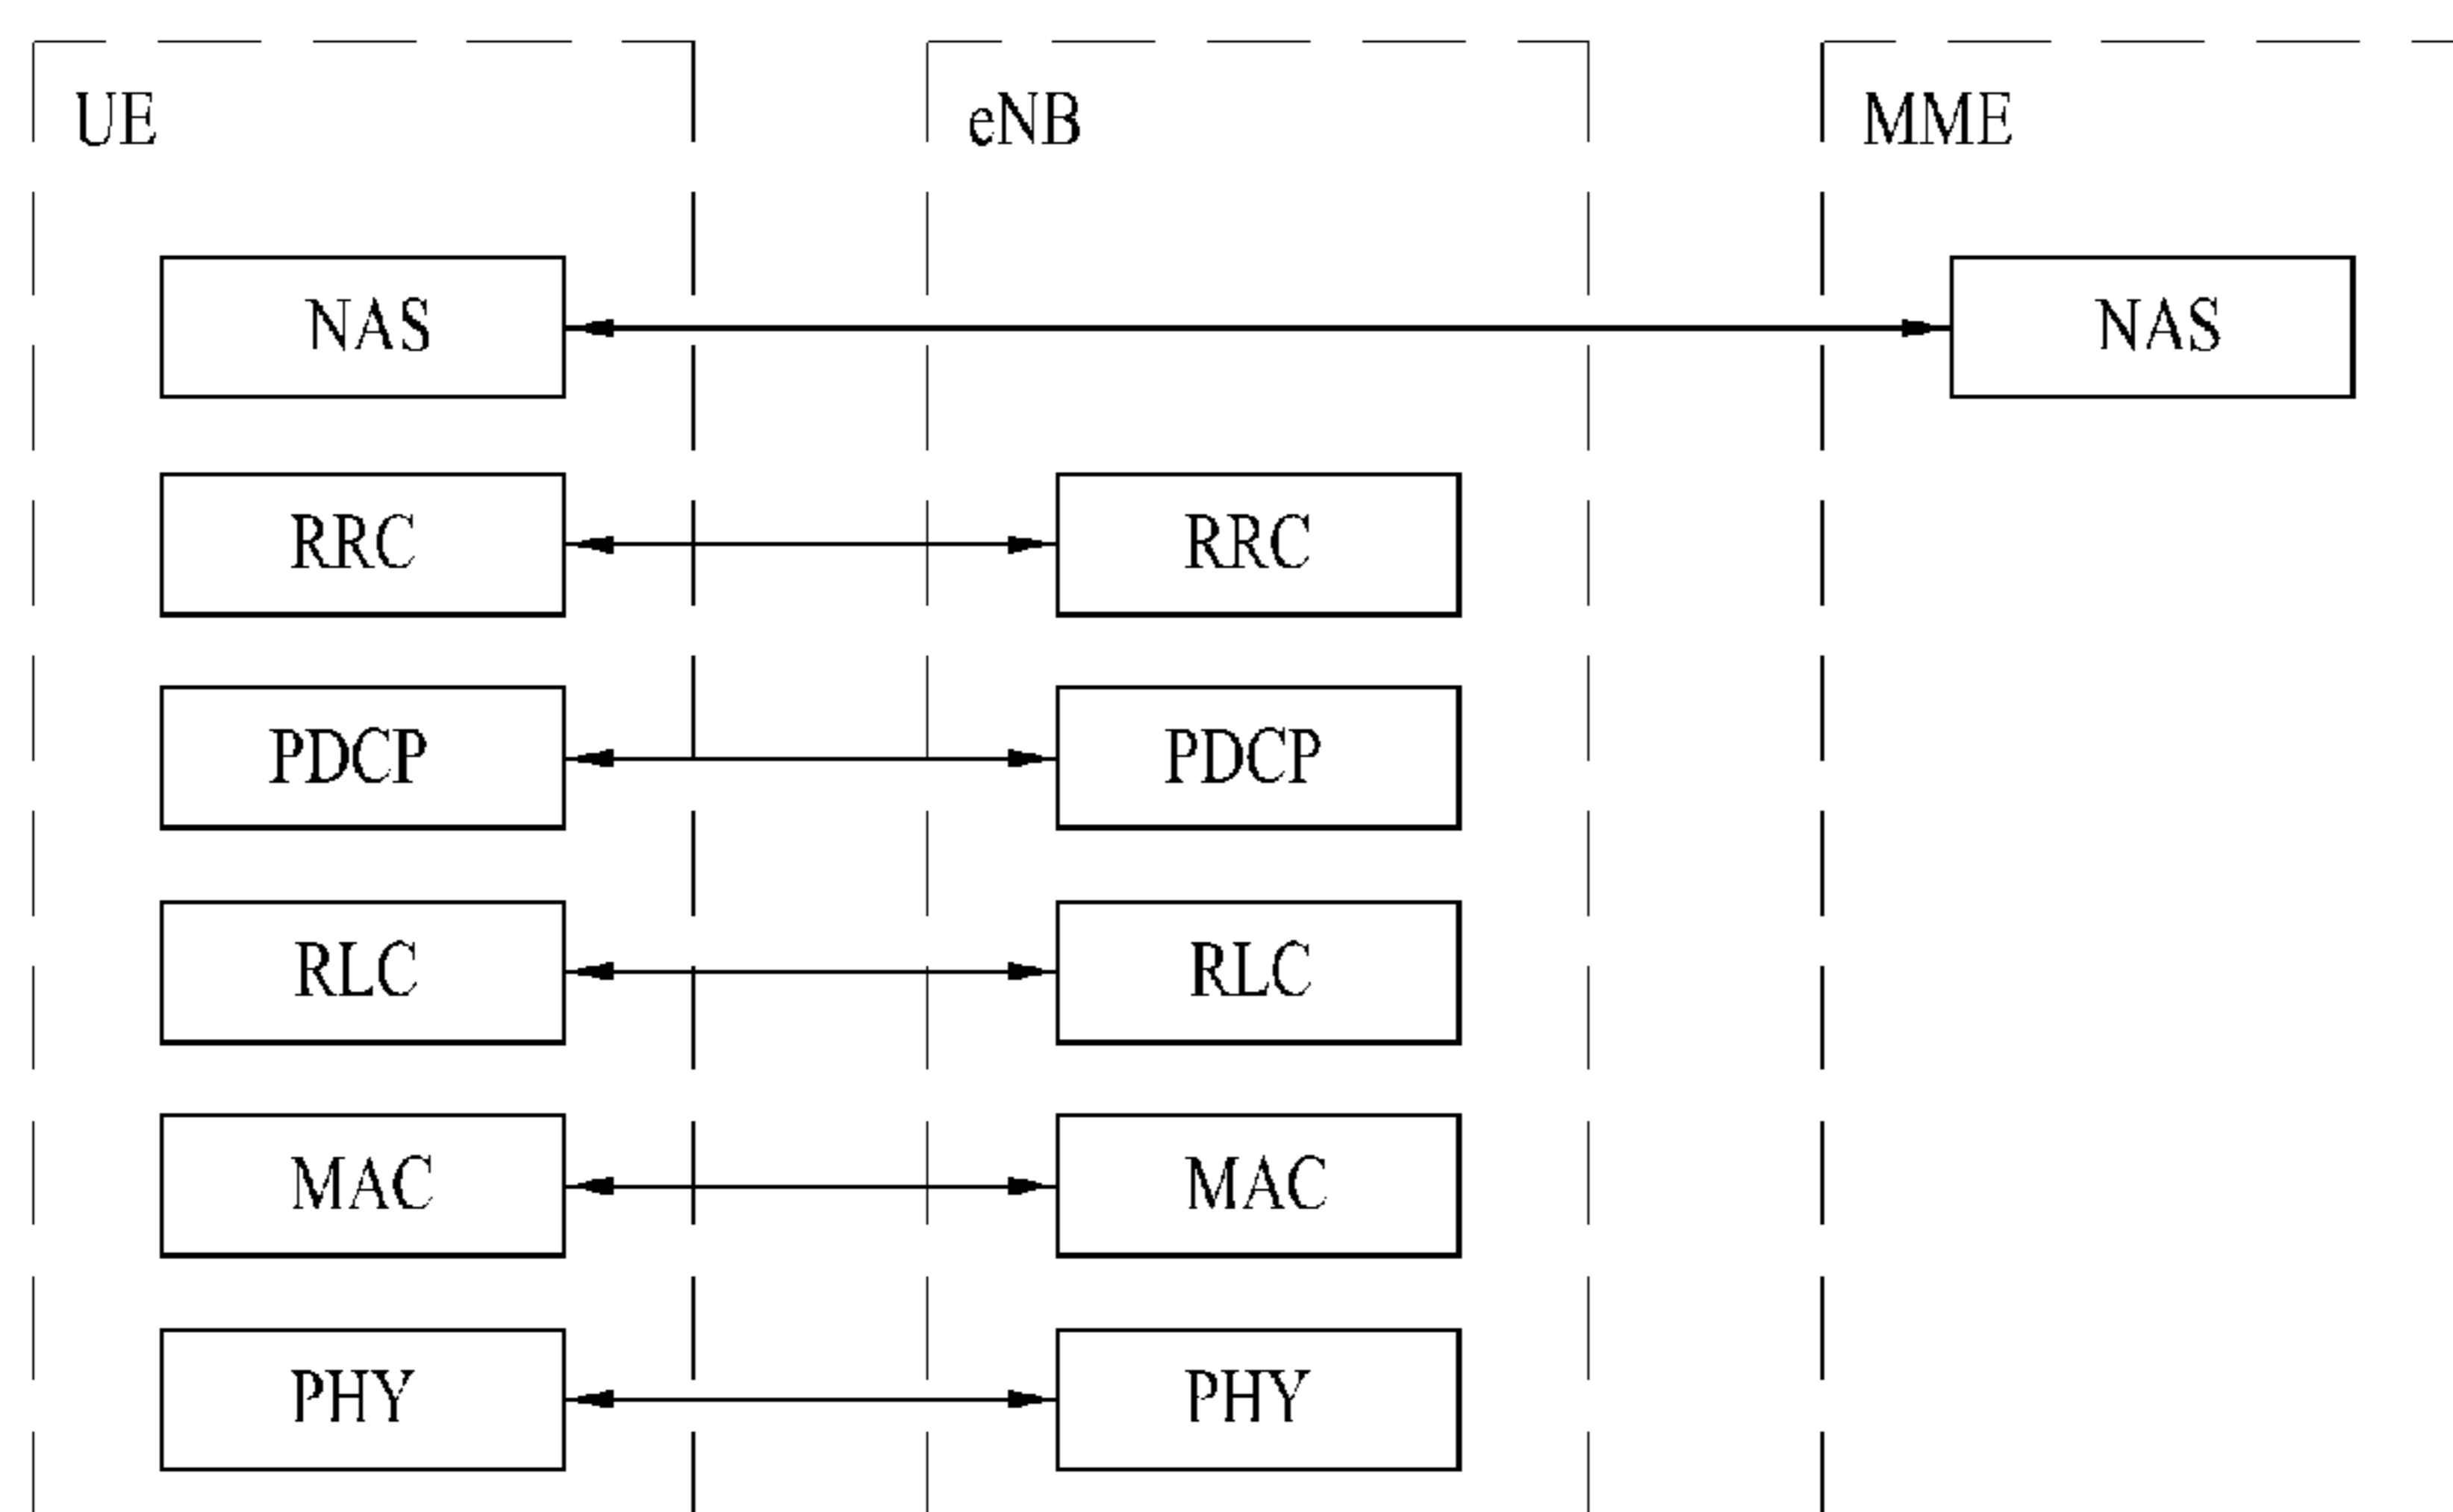 UE eNB MME
NAS NAS
RRC RRC
PDCP PDCP
RLC RLC
MAC MAC
PHY PHY